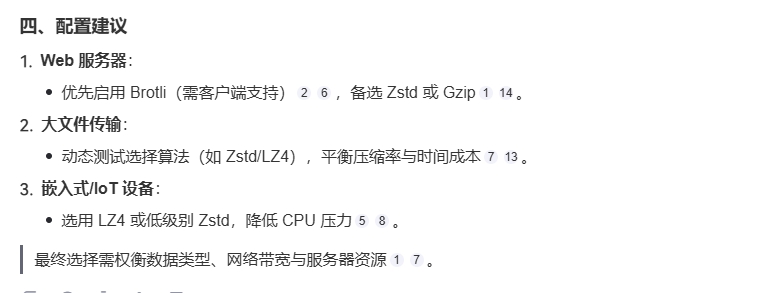 四、配置建议
1. Web 服务器：
• 优先启用 Brotli（需客户端支持） 2 6 ，备选 Zstd 或 Gzip 1 14 。
2. 大文件传输：
• 动态测试选择算法（如 Zstd/LZ4），平衡压缩率与时间成本 7 13 。
3. 嵌入式/IoT 设备：
• 选用 LZ4 或低级别 Zstd，降低 CPU 压力 5 8 。
最终选择需权衡数据类型、网络带宽与服务器资源 1 7 。